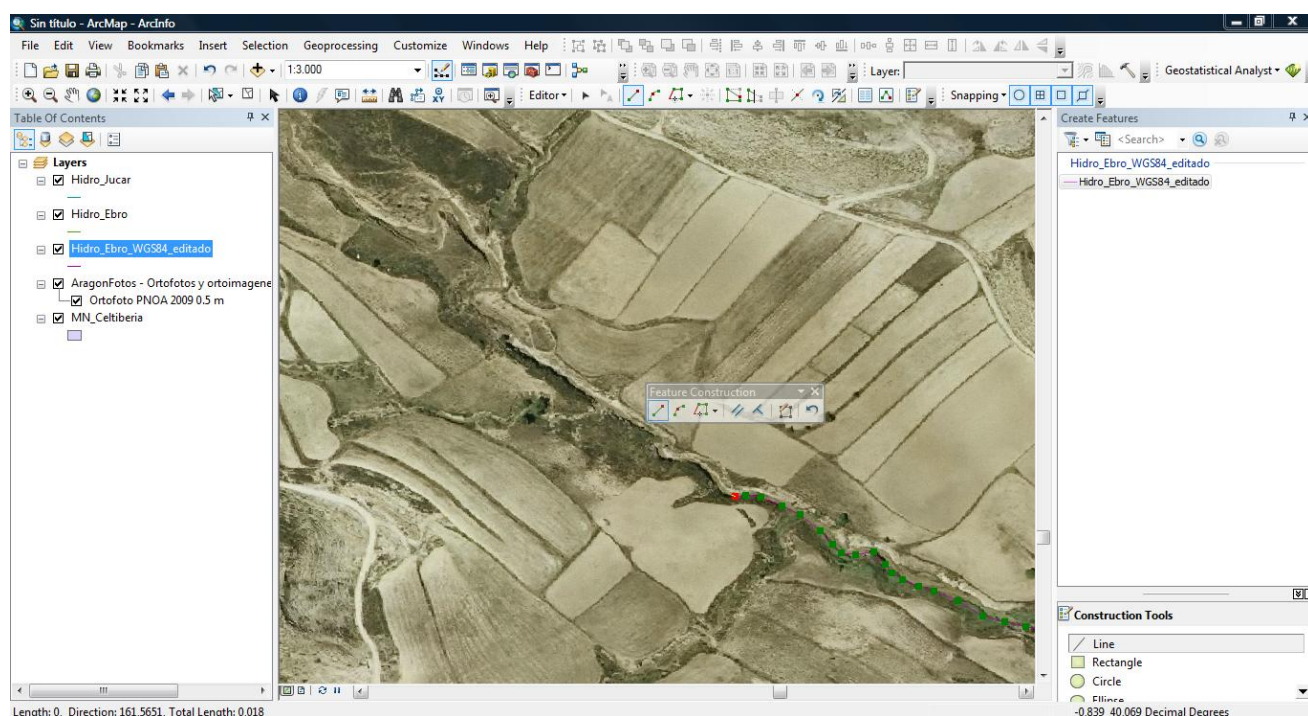 Sin título - ArcMap - ArcInfo
File Edit View Bookmarks Insert Selection Geoprocessing Customize Windows Help
1:3.000
Layer:
Geostatistical Analyst
Editor
Snapping
Table Of Contents
Layers
Hidro_Jucar
Hidro_Ebro
Hidro_Ebro_WGS84_editado
AragonFotos - Ortofotos y ortoimagene
Ortofoto PNOA 2009 0.5 m
MN_Celtiberia
Feature Construction
Create Features
<Search>
Hidro_Ebro_WGS84_editado
Hidro_Ebro_WGS84_editado
Construction Tools
Line
Rectangle
Circle
Ellipse
Length: 0, Direction: 161.5651, Total Length: 0.018
-0.839 40.069 Decimal Degrees